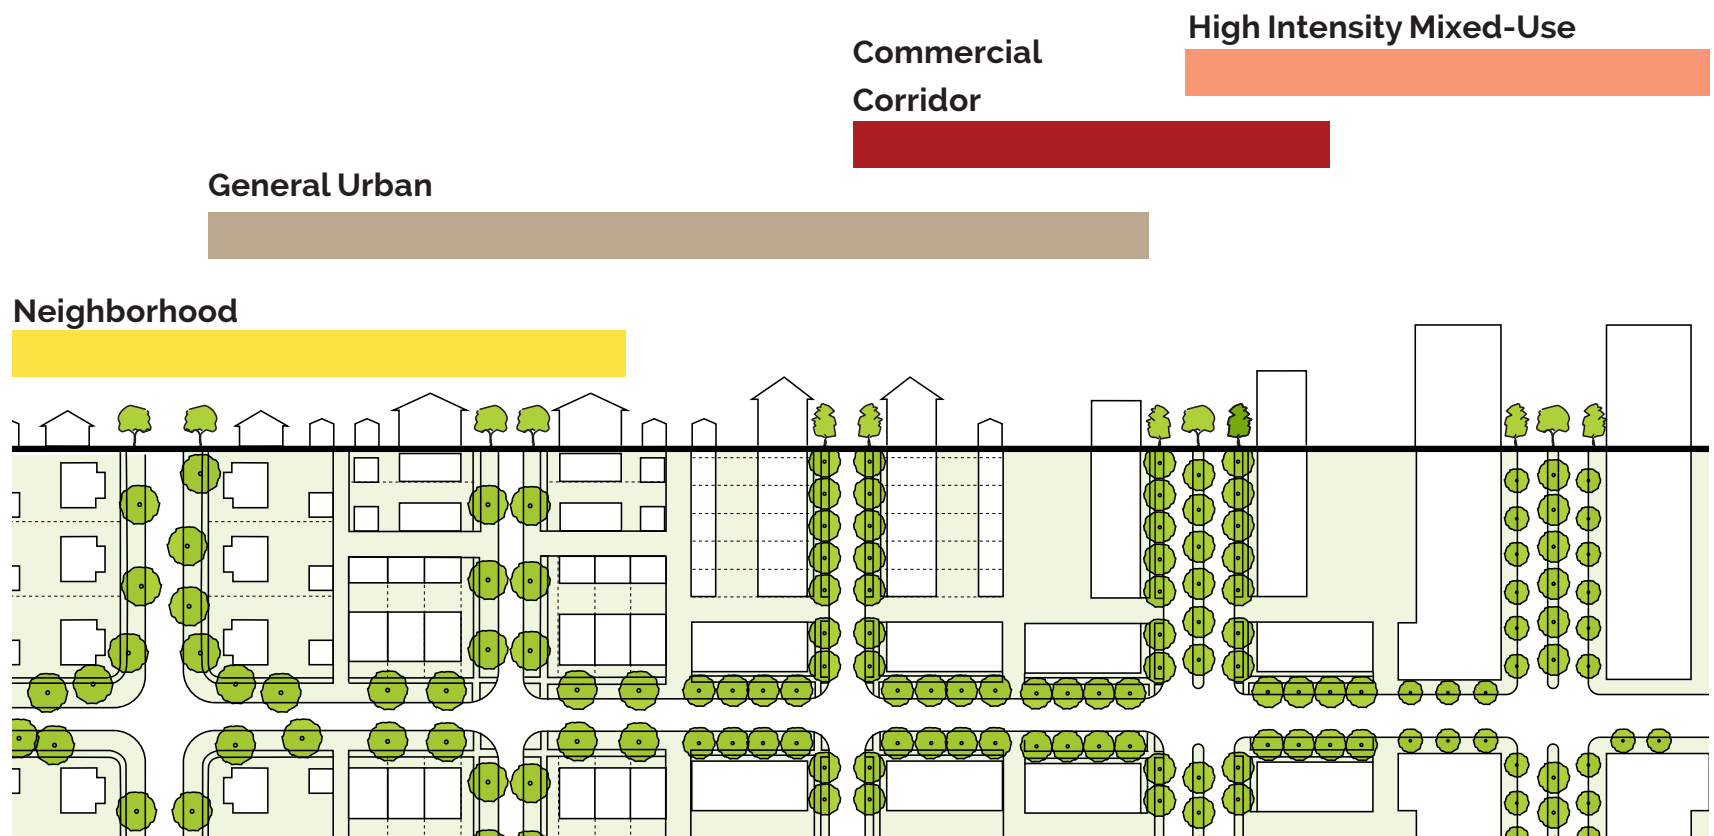 High Intensity Mixed-Use
Commercial
Corridor
General Urban
Neighborhood